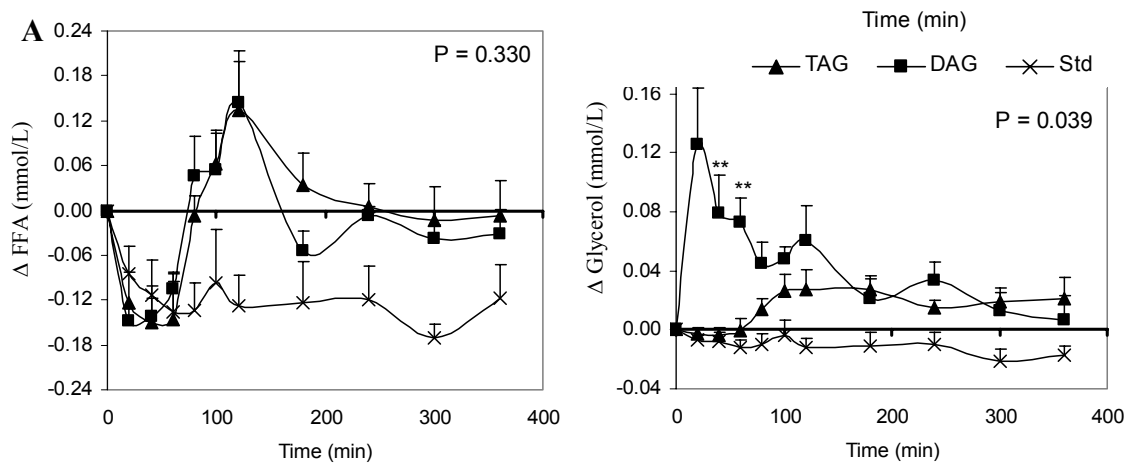 A
P = 0.330
0.24
0.18
0.12
0.06
0.00
-0.06
-0.12
-0.18
-0.24
Δ FFA (mmol/L)
0 100 200 300 400
Time (min)
Time (min)
TAG DAG Std
P = 0.039
0.16
0.12
0.08
0.04
0.00
-0.04
** **
Δ Glycerol (mmol/L)
0 100 200 300 400
Time (min)